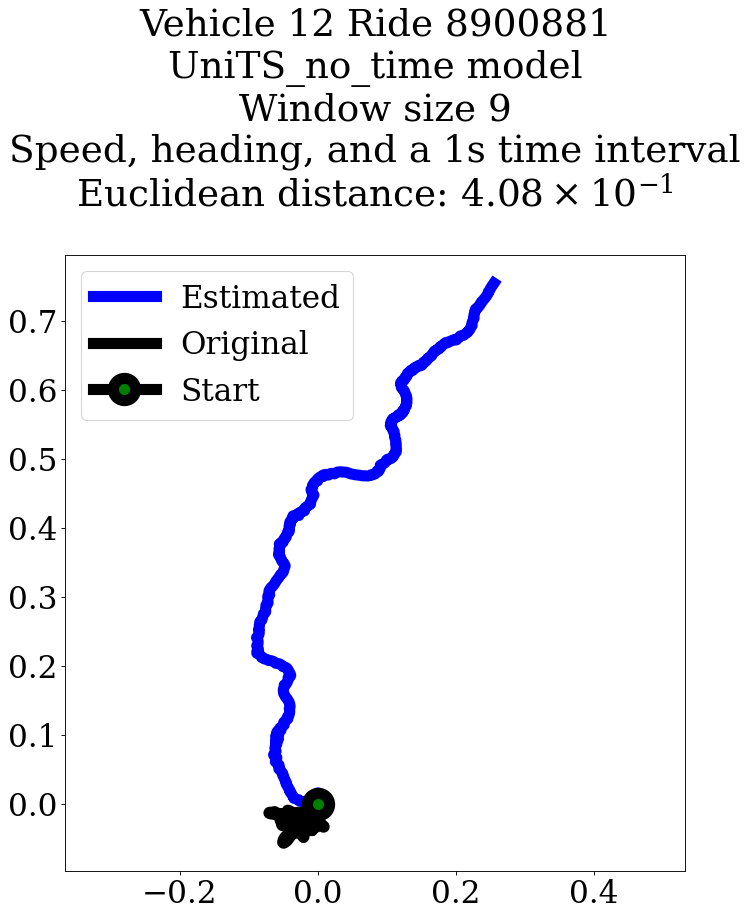 Vehicle 12 Ride 8900881
UniTS_no_time model
Window size 9
Speed, heading, and a 1s time interval
Euclidean distance: 4.08 × 10⁻¹
Estimated
Original
Start
0.7
0.6
0.5
0.4
0.3
0.2
0.1
0.0
−0.2 0.0 0.2 0.4